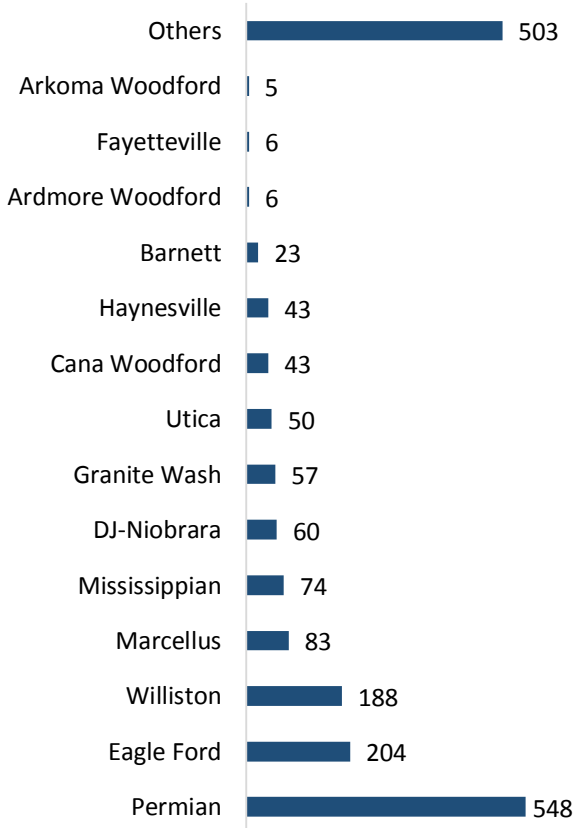 Others 503
Arkoma Woodford 5
Fayetteville 6
Ardmore Woodford 6
Barnett 23
Haynesville 43
Cana Woodford 43
Utica 50
Granite Wash 57
DJ-Niobrara 60
Mississippian 74
Marcellus 83
Williston 188
Eagle Ford 204
Permian 548